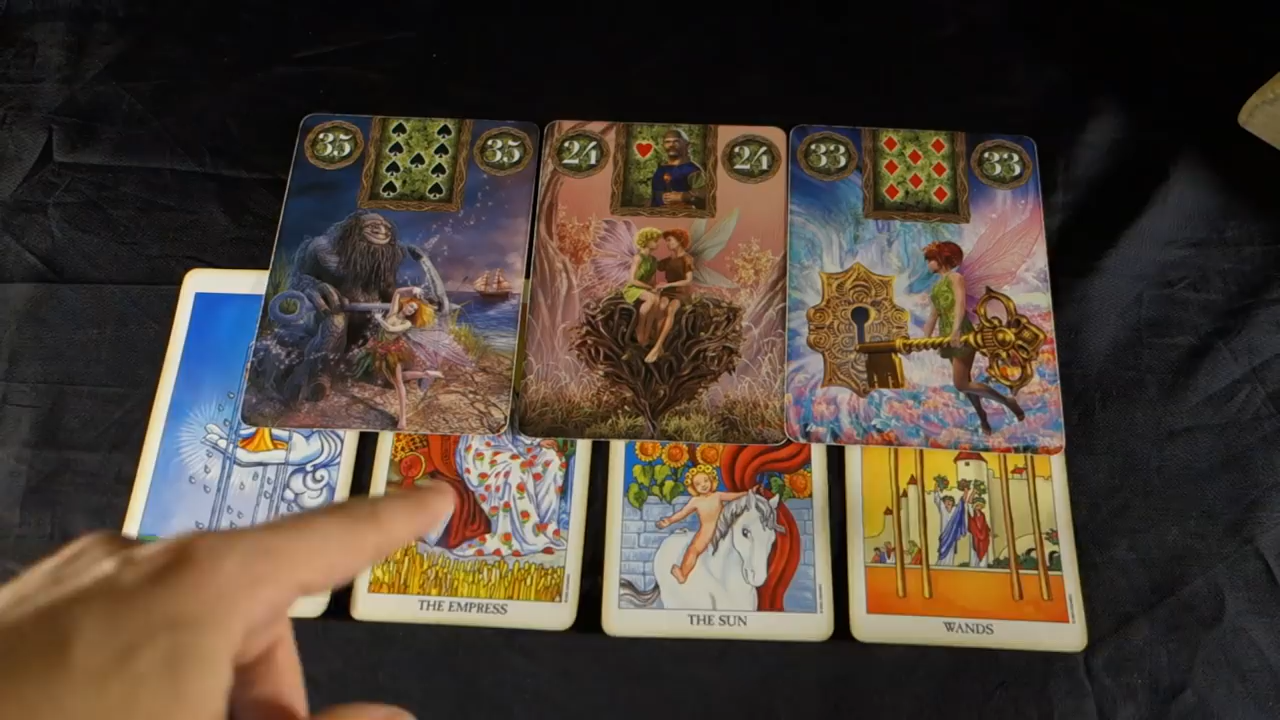 35 35
24 24
33 33
THE EMPRESS
THE SUN
WANDS